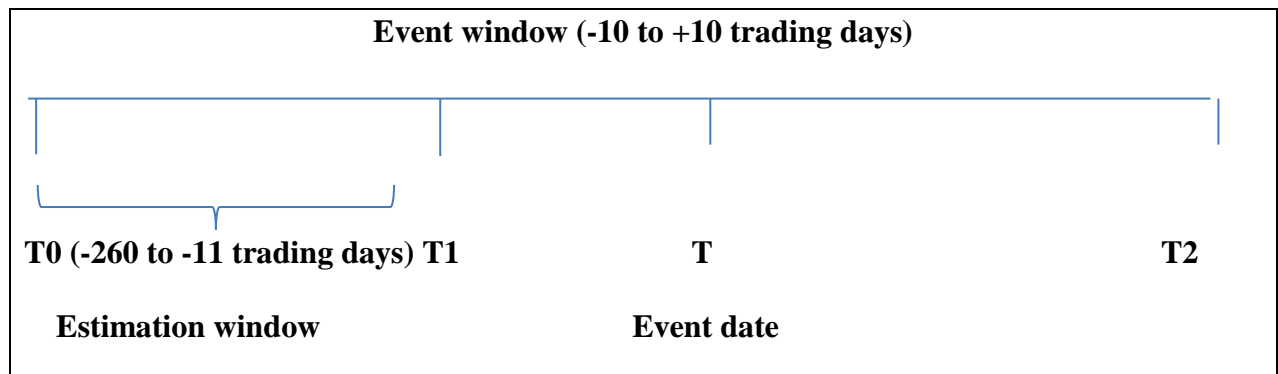 Event window (-10 to +10 trading days)
T0 (-260 to -11 trading days) T1 T T2
Estimation window Event date